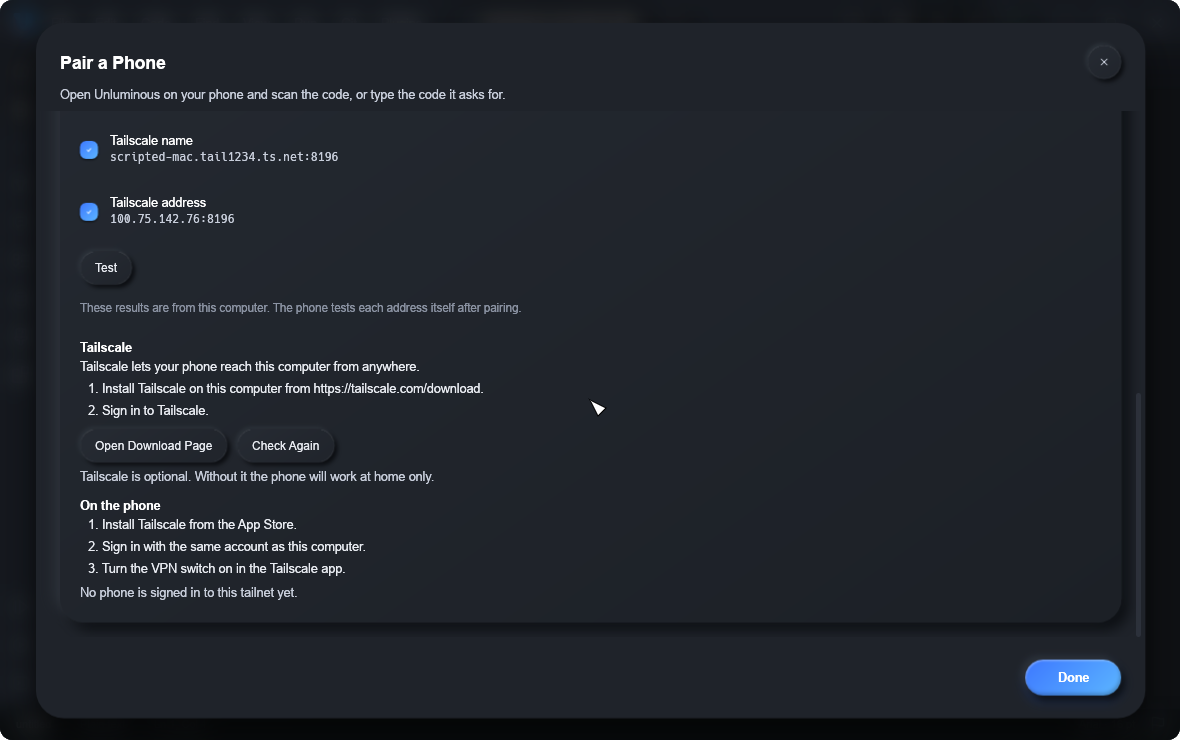 Pair a Phone
Open Unluminous on your phone and scan the code, or type the code it asks for.
Tailscale name
scripted-mac.tail1234.ts.net:8196
Tailscale address
100.75.142.76:8196
Test
These results are from this computer. The phone tests each address itself after pairing.
Tailscale
Tailscale lets your phone reach this computer from anywhere.
1. Install Tailscale on this computer from https://tailscale.com/download.
2. Sign in to Tailscale.
Open Download Page
Check Again
Tailscale is optional. Without it the phone will work at home only.
On the phone
1. Install Tailscale from the App Store.
2. Sign in with the same account as this computer.
3. Turn the VPN switch on in the Tailscale app.
No phone is signed in to this tailnet yet.
Done